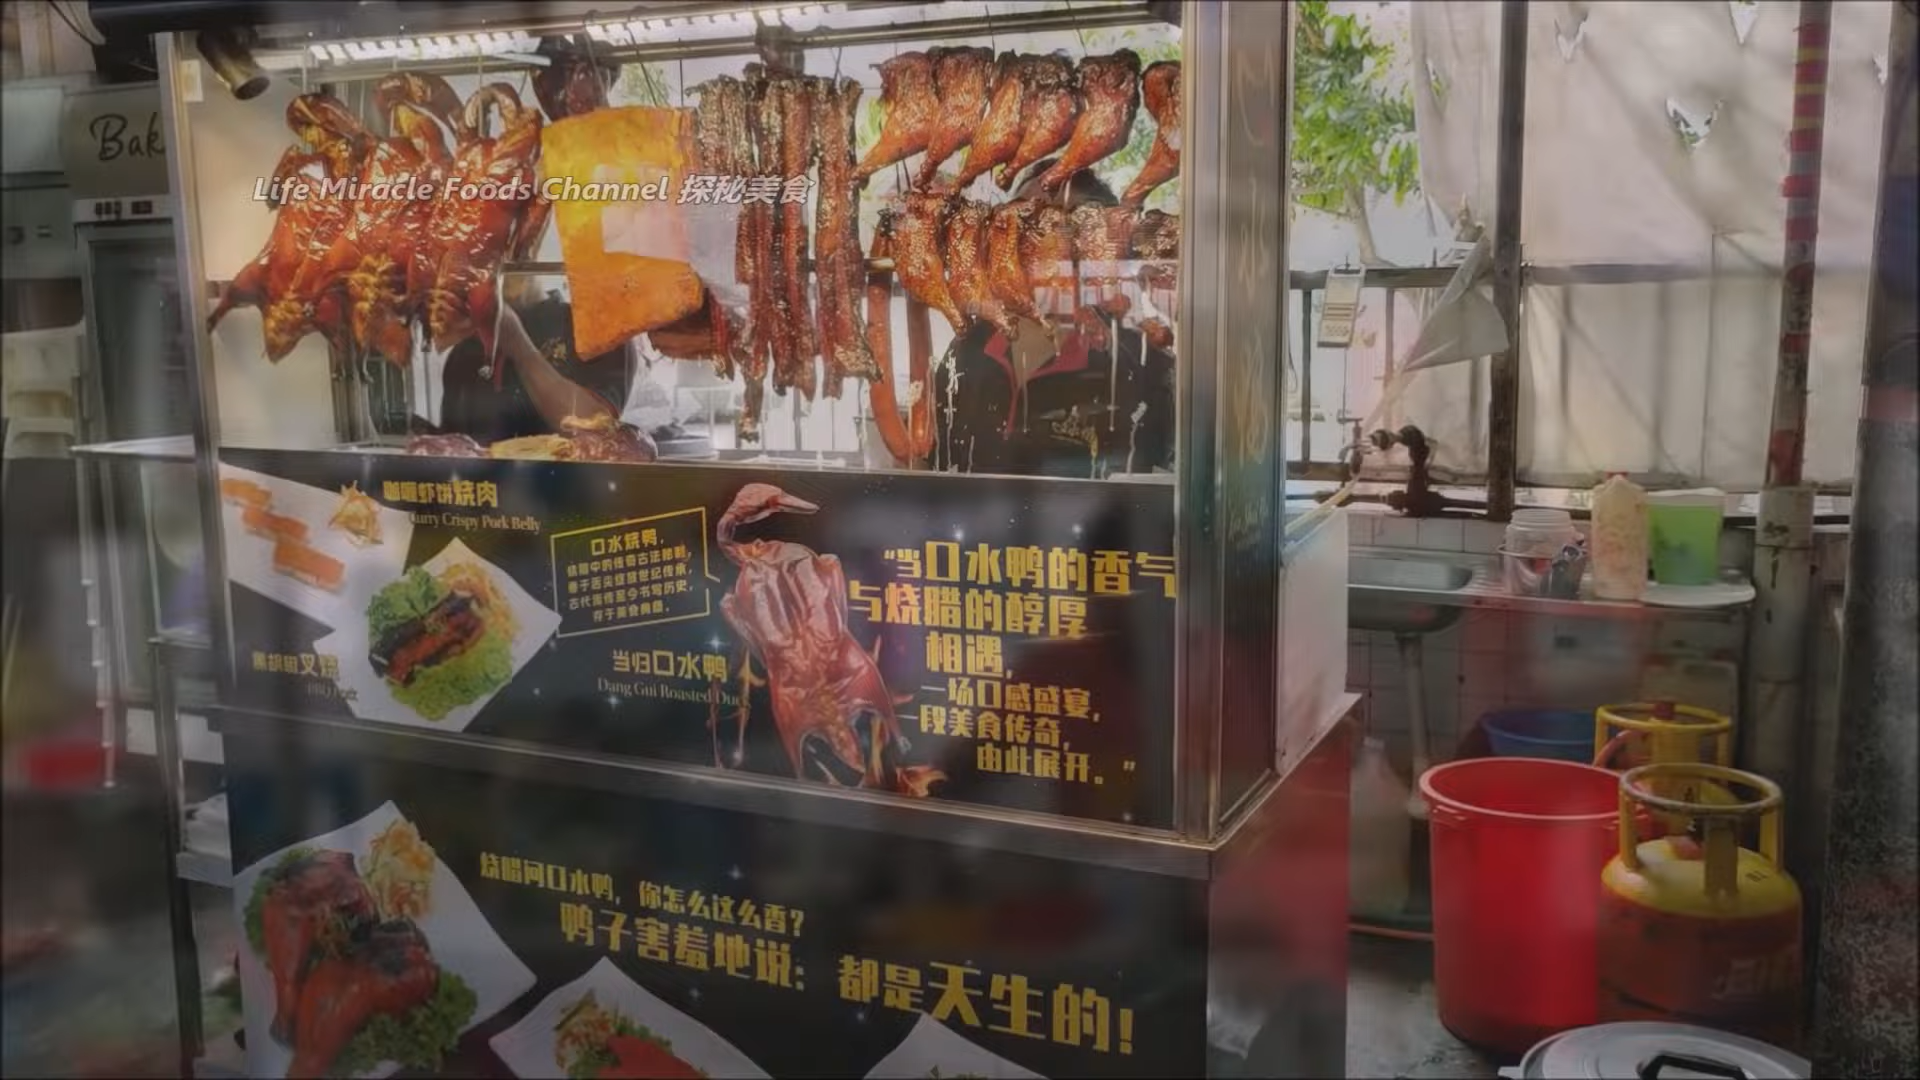 Bak
Life Miracle Foods Channel 探秘美食
咖喱虾饼烧肉
Curry Crispy Pork Belly
口水烧鸭，
黑胡椒叉烧
BBQ Pork
当归口水鸭
Dang Gui Roasted Duck
“当口水鸭的香气
与烧腊的醇厚
相遇，
一场口感盛宴，
一段美食传奇，
由此展开。”
烧腊问口水鸭，你怎么这么香？
鸭子害羞地说：都是天生的！